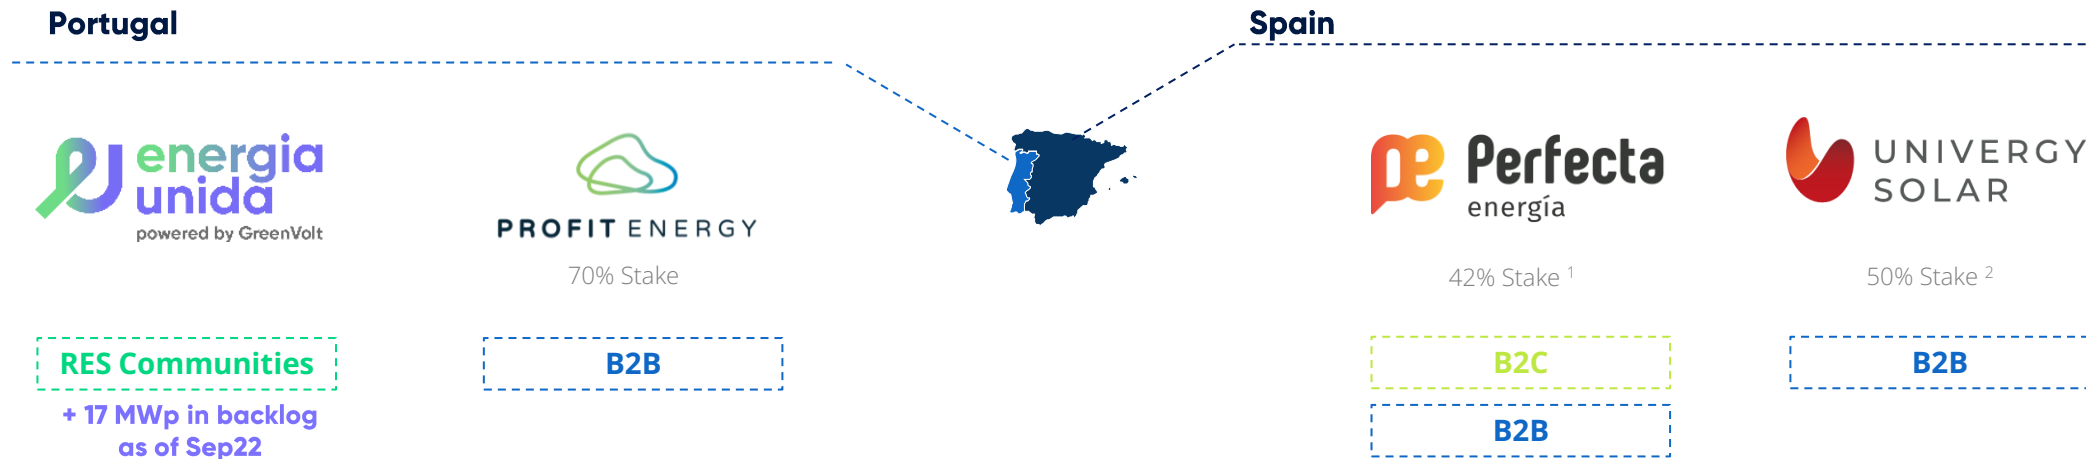 Portugal
Spain
energia
unida
powered by GreenVolt
PROFIT ENERGY
70% Stake
Perfecta
energía
42% Stake 1
UNIVERGY
SOLAR
50% Stake 2
RES Communities
+ 17 MWp in backlog
as of Sep22
B2B
B2C
B2B
B2B